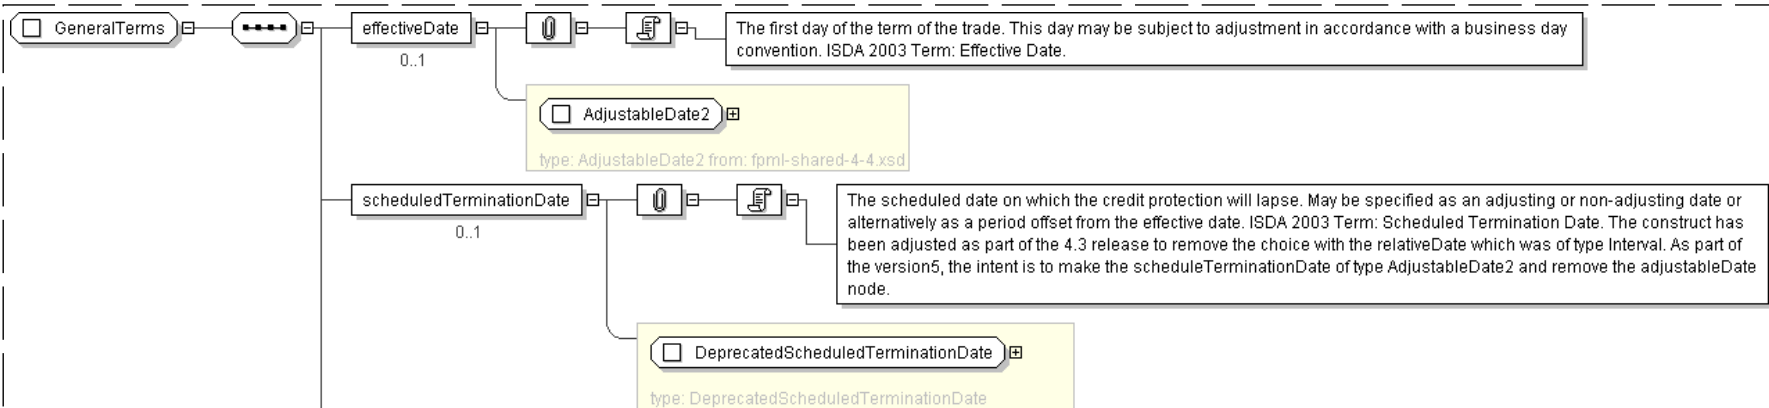 GeneralTerms
effectiveDate
0..1
The first day of the term of the trade. This day may be subject to adjustment in accordance with a business day
convention. ISDA 2003 Term: Effective Date.
AdjustableDate2
type: AdjustableDate2 from: fpml-shared-4-4.xsd
scheduledTerminationDate
0..1
The scheduled date on which the credit protection will lapse. May be specified as an adjusting or non-adjusting date or
alternatively as a period offset from the effective date. ISDA 2003 Term: Scheduled Termination Date. The construct has
been adjusted as part of the 4.3 release to remove the choice with the relativeDate which was of type Interval. As part of
the version5, the intent is to make the scheduleTerminationDate of type AdjustableDate2 and remove the adjustableDate
node.
DeprecatedScheduledTerminationDate
type: DeprecatedScheduledTerminationDate